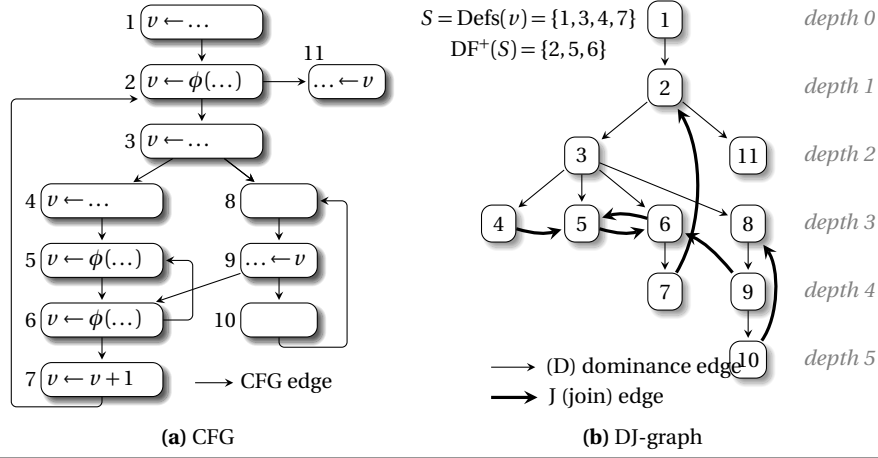 1 v ← …
2 v ← ϕ(…)
11 … ← v
3 v ← …
4 v ← …
8
5 v ← ϕ(…)
9 … ← v
6 v ← ϕ(…)
10
7 v ← v + 1
CFG edge
(a) CFG
S = Defs(v) = {1, 3, 4, 7}
DF⁺(S) = {2, 5, 6}
1 depth 0
2 depth 1
3 11 depth 2
4 5 6 8 depth 3
7 9 depth 4
10 depth 5
(D) dominance edge
J (join) edge
(b) DJ-graph